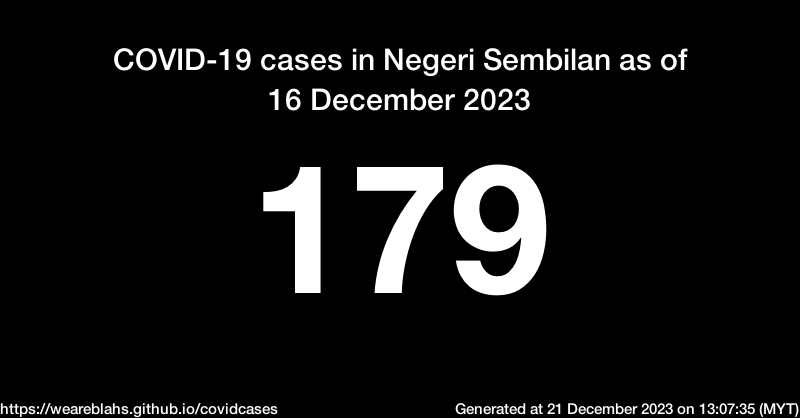 COVID-19 cases in Negeri Sembilan as of
16 December 2023
179
https://weareblahs.github.io/covidcases
Generated at 21 December 2023 on 13:07:35 (MYT)